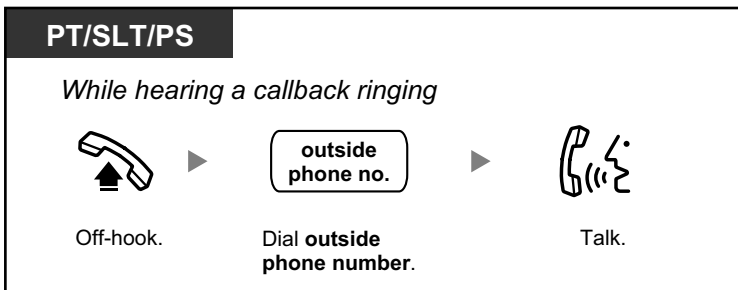 PT/SLT/PS
While hearing a callback ringing
outside
phone no.
Off-hook.
Dial outside
phone number.
Talk.